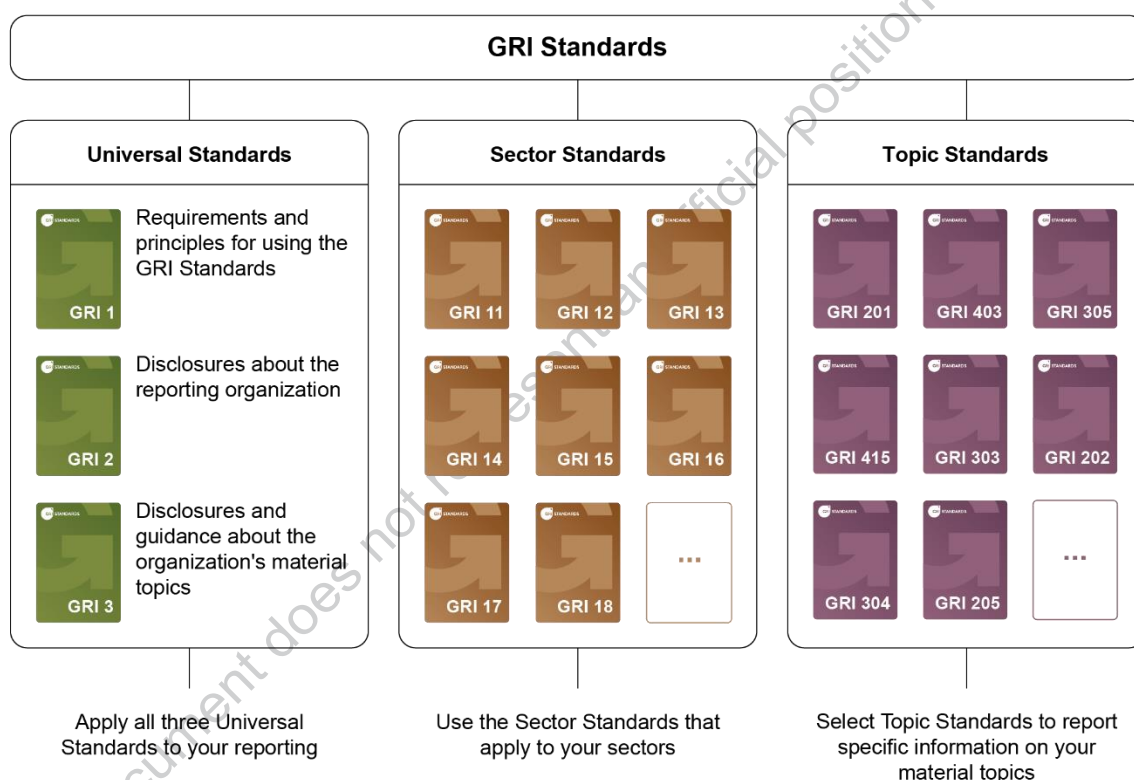 GRI Standards
Universal Standards
GRI 1
Requirements and
principles for using the
GRI Standards
GRI 2
Disclosures about the
reporting organization
GRI 3
Disclosures and
guidance about the
organization's material
topics
Apply all three Universal
Standards to your reporting
Sector Standards
GRI 11 GRI 12 GRI 13
GRI 14 GRI 15 GRI 16
GRI 17 GRI 18 ...
Use the Sector Standards that
apply to your sectors
Topic Standards
GRI 201 GRI 403 GRI 305
GRI 415 GRI 303 GRI 202
GRI 304 GRI 205 ...
Select Topic Standards to report
specific information on your
material topics